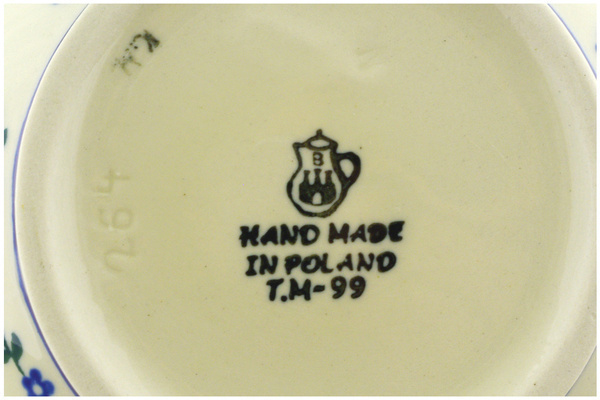 K.
B
HAND MADE
IN POLAND
T.M-99